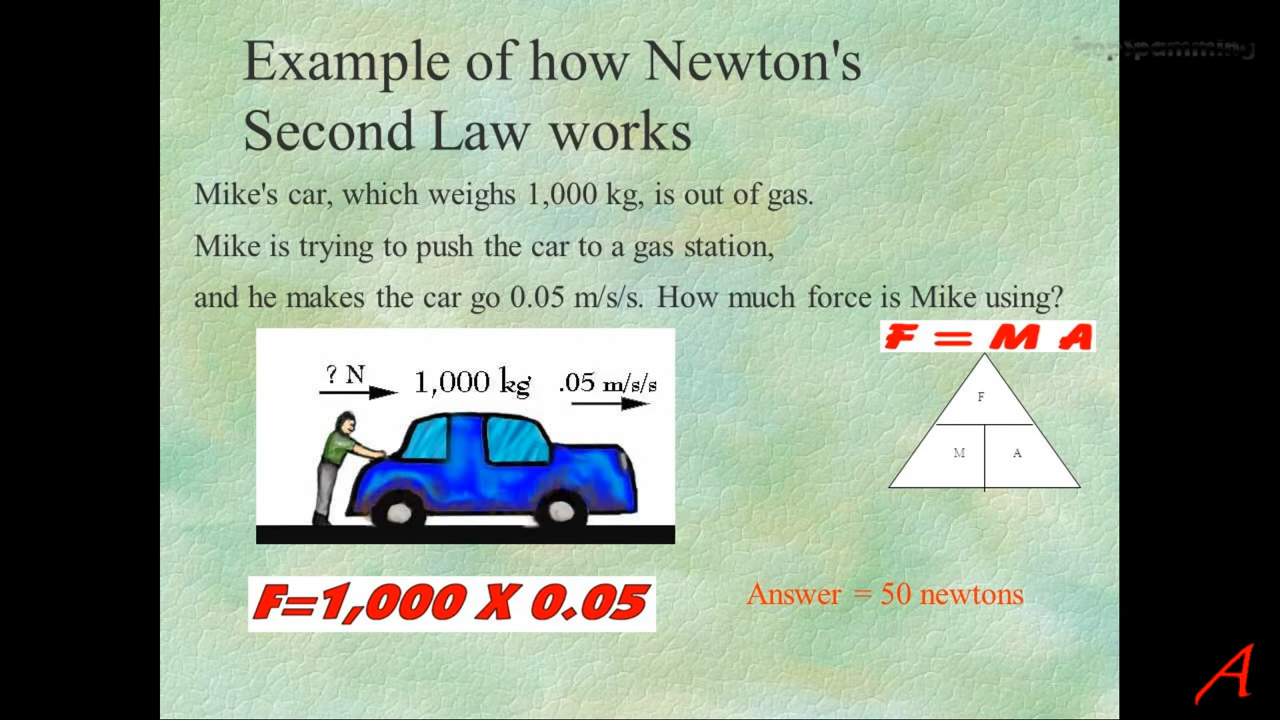 Example of how Newton's
Second Law works
Mike's car, which weighs 1,000 kg, is out of gas.
Mike is trying to push the car to a gas station,
and he makes the car go 0.05 m/s/s. How much force is Mike using?
F = M A
? N 1,000 kg .05 m/s/s
F
M A
F=1,000 X 0.05
Answer = 50 newtons
A